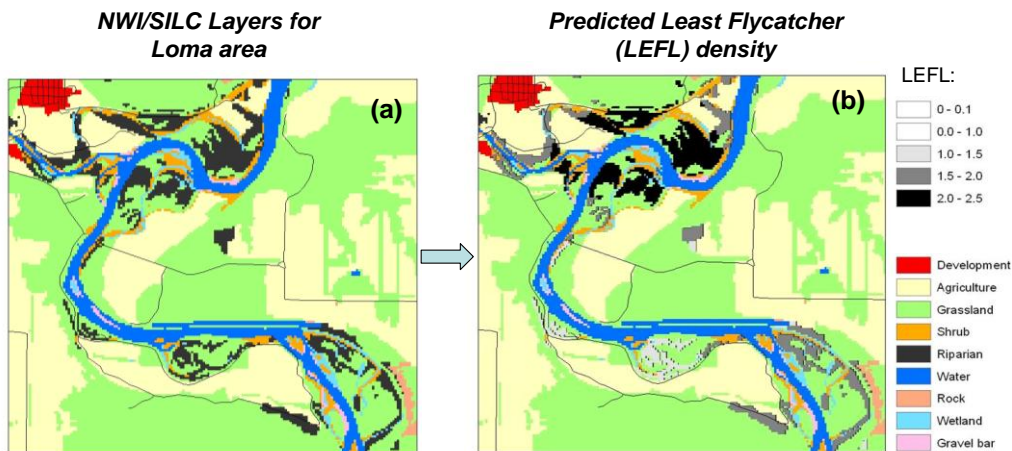 NWI/SILC Layers for
Loma area
Predicted Least Flycatcher
(LEFL) density
(a)
(b)
LEFL:
0 - 0.1
0.0 - 1.0
1.0 - 1.5
1.5 - 2.0
2.0 - 2.5
Development
Agriculture
Grassland
Shrub
Riparian
Water
Rock
Wetland
Gravel bar